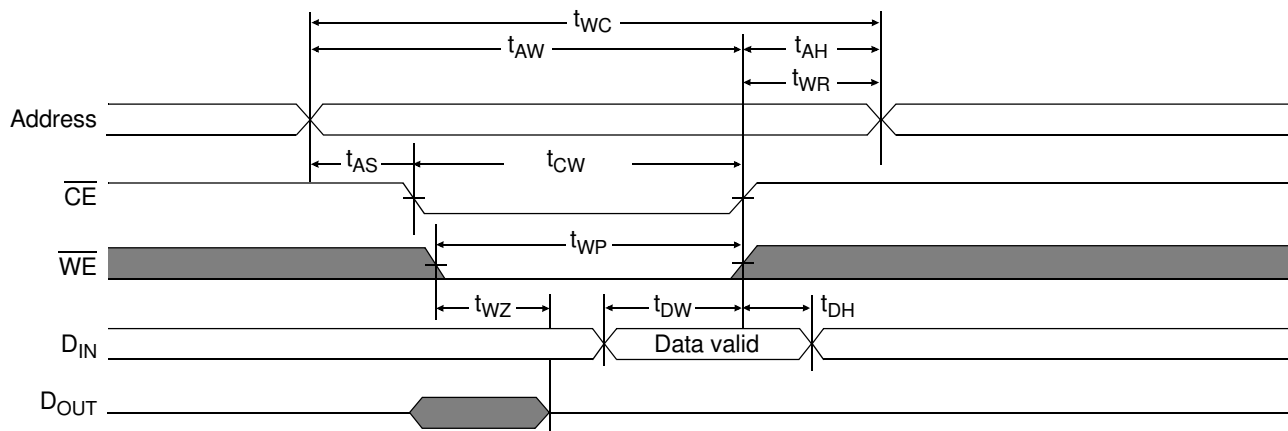 tWC
tAW tAH
tWR
Address
tAS tCW
CE
tWP
WE
tWZ tDW tDH
DIN Data valid
DOUT